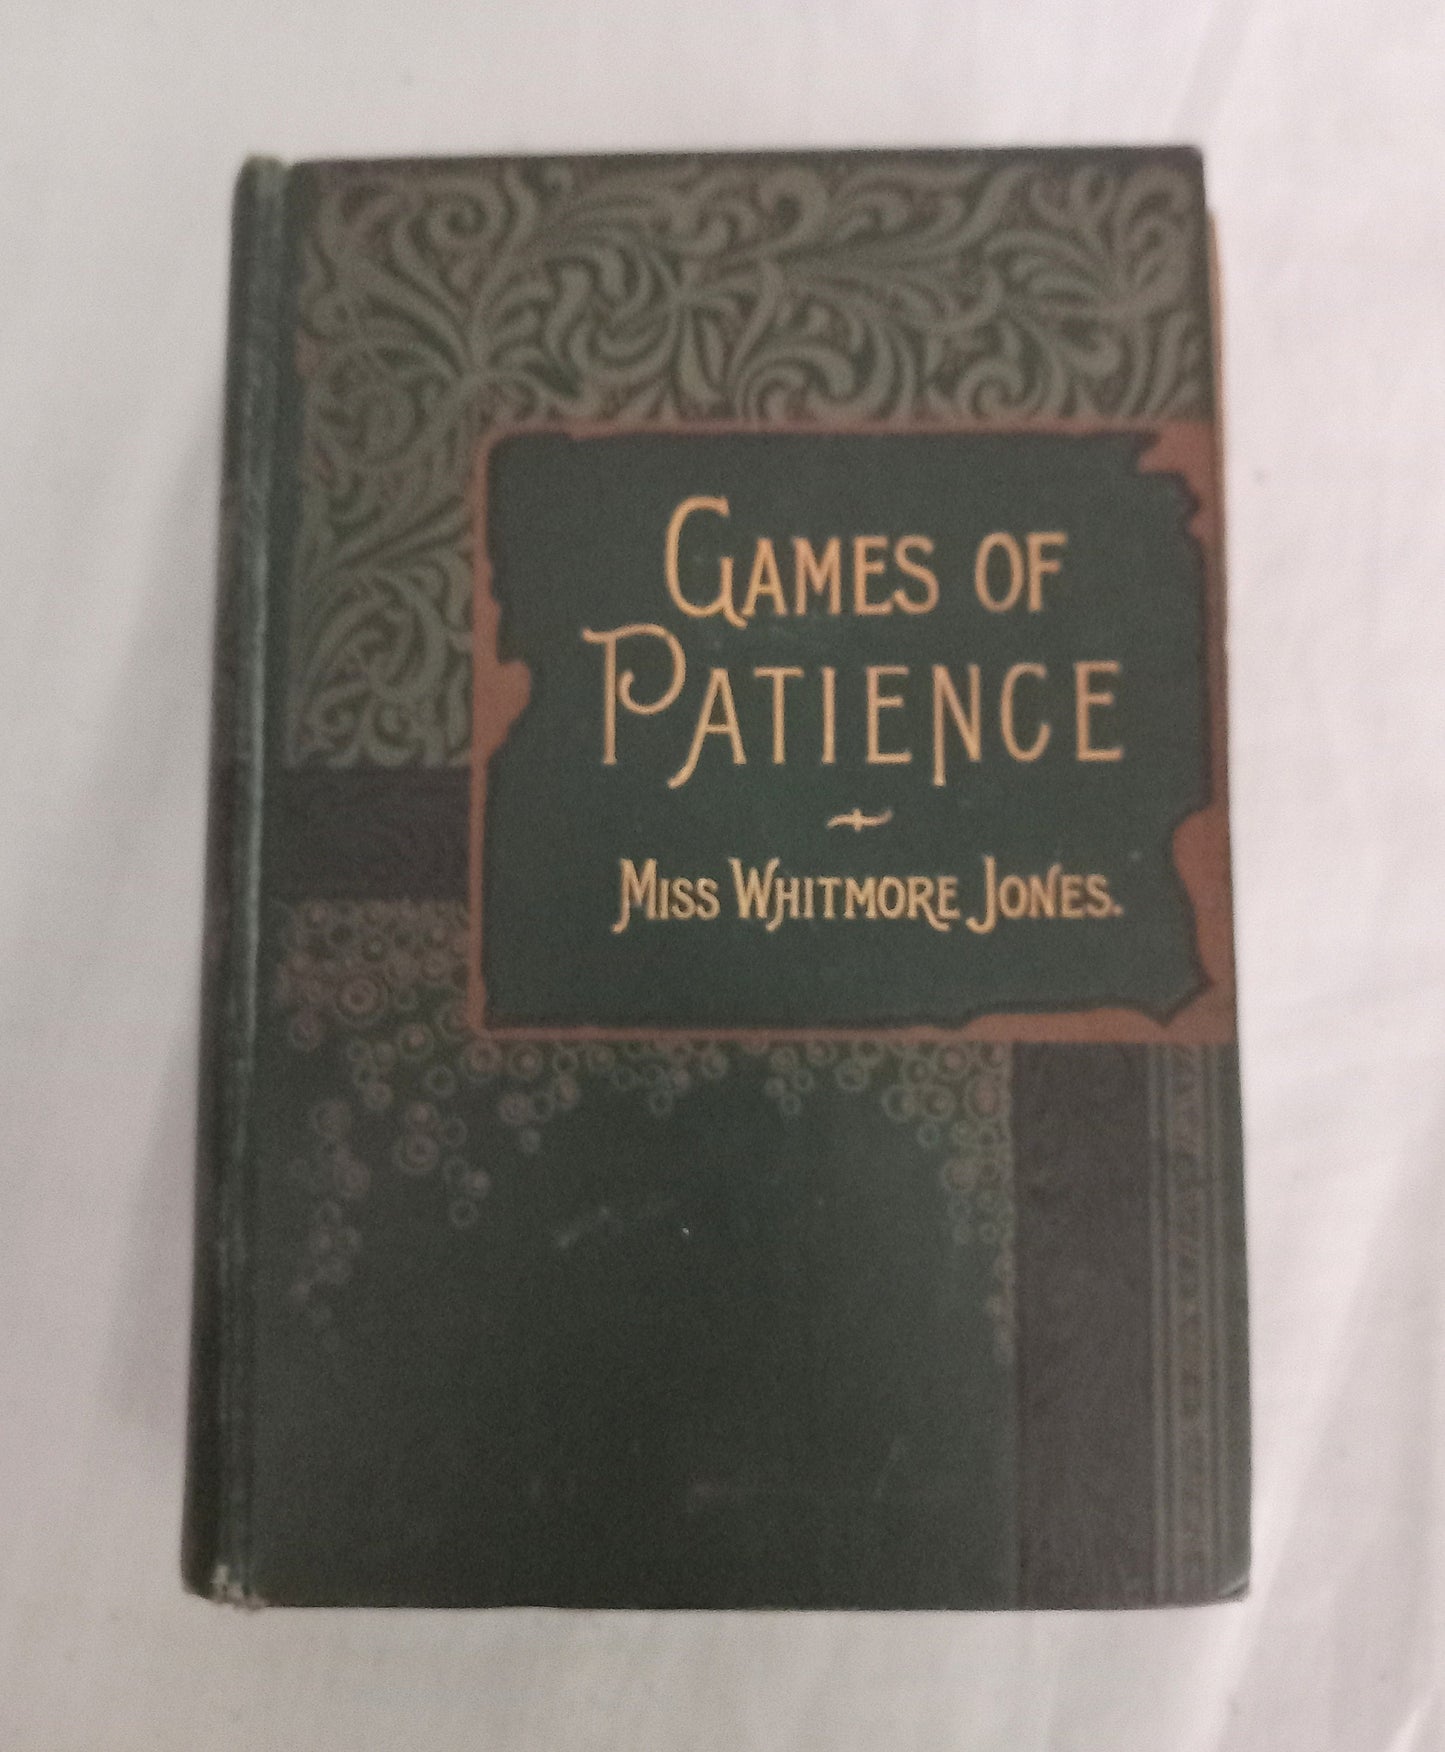 GAMES OF
PATIENCE
MISS WHITMORE JONES.